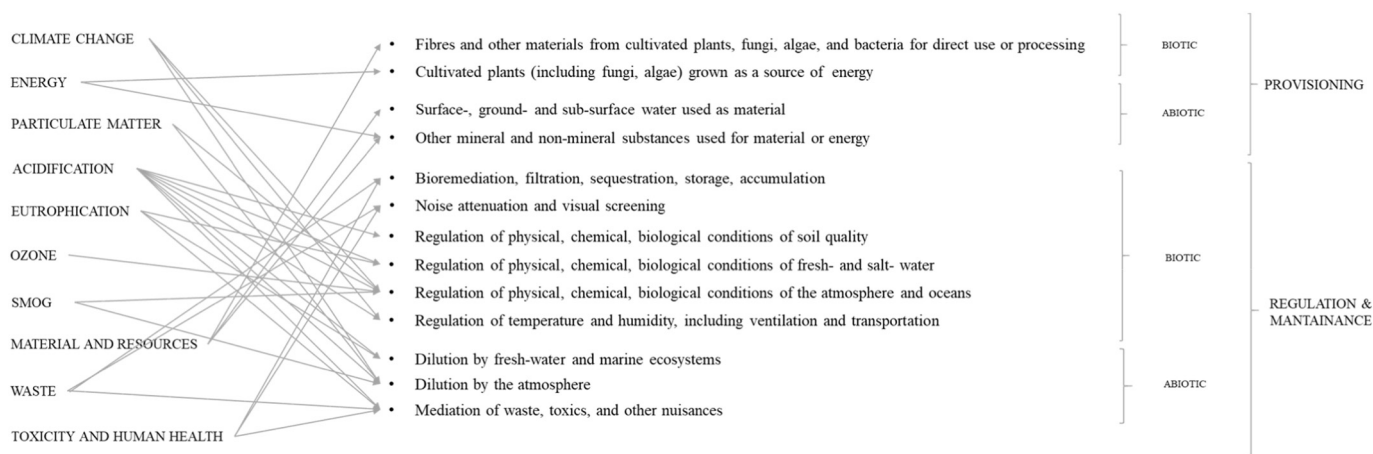 CLIMATE CHANGE
ENERGY
PARTICULATE MATTER
ACIDIFICATION
EUTROPHICATION
OZONE
SMOG
MATERIAL AND RESOURCES
WASTE
TOXICITY AND HUMAN HEALTH
• Fibres and other materials from cultivated plants, fungi, algae, and bacteria for direct use or processing
• Cultivated plants (including fungi, algae) grown as a source of energy
• Surface-, ground- and sub-surface water used as material
• Other mineral and non-mineral substances used for material or energy
• Bioremediation, filtration, sequestration, storage, accumulation
• Noise attenuation and visual screening
• Regulation of physical, chemical, biological conditions of soil quality
• Regulation of physical, chemical, biological conditions of fresh- and salt- water
• Regulation of physical, chemical, biological conditions of the atmosphere and oceans
• Regulation of temperature and humidity, including ventilation and transportation
• Dilution by fresh-water and marine ecosystems
• Dilution by the atmosphere
• Mediation of waste, toxics, and other nuisances
BIOTIC
ABIOTIC
BIOTIC
ABIOTIC
PROVISIONING
REGULATION &
MANTAINANCE